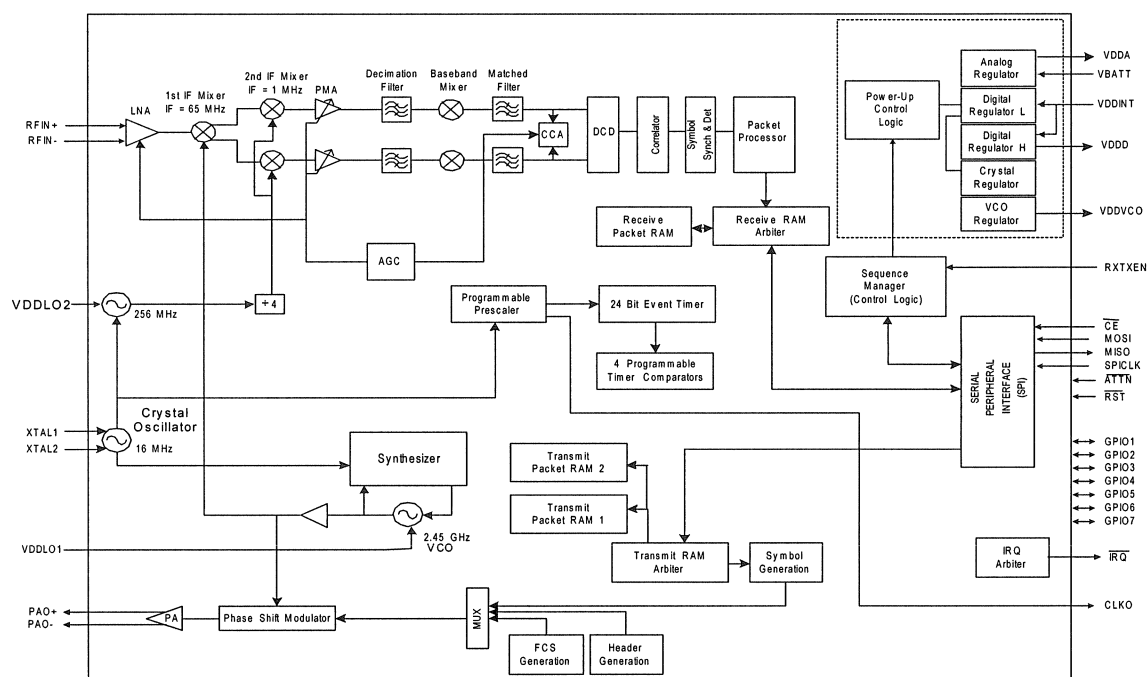 RFIN+
RFIN-
LNA
1st IF Mixer
IF = 65 MHz
2nd IF Mixer
IF = 1 MHz
PMA
Decimation
Filter
Baseband
Mixer
Matched
Filter
CCA
DCD
Correlator
Symbol
Synch & Det
Packet
Processor
Power-Up
Control
Logic
Analog
Regulator
Digital
Regulator L
Digital
Regulator H
Crystal
Regulator
VCO
Regulator
VDDA
VBATT
VDDINT
VDDD
VDDVCO
Receive
Packet RAM
Receive RAM
Arbiter
AGC
Sequence
Manager
(Control Logic)
RXTXEN
VDDLO2
256 MHz
÷4
Programmable
Prescaler
24 Bit Event Timer
4 Programmable
Timer Comparators
SERIAL
PERIPHERAL
INTERFACE
(SPI)
CE
MOSI
MISO
SPICLK
ATTN
RST
XTAL1
XTAL2
Crystal
Oscillator
16 MHz
Synthesizer
2.45 GHz
VCO
VDDLO1
GPIO1
GPIO2
GPIO3
GPIO4
GPIO5
GPIO6
GPIO7
Transmit
Packet RAM 2
Transmit
Packet RAM 1
Transmit RAM
Arbiter
Symbol
Generation
IRQ
Arbiter
IRQ
CLKO
PAO+
PAO-
PA
Phase Shift Modulator
MUX
FCS
Generation
Header
Generation